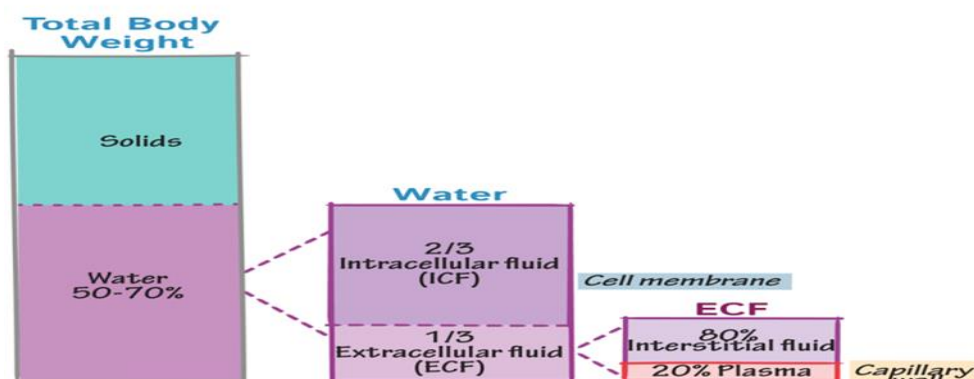 Total Body
Weight
Solids
Water
50-70%
Water
2/3
Intracellular fluid
(ICF)
1/3
Extracellular fluid
(ECF)
Cell membrane
ECF
80%
Interstitial fluid
20% Plasma
Capillary